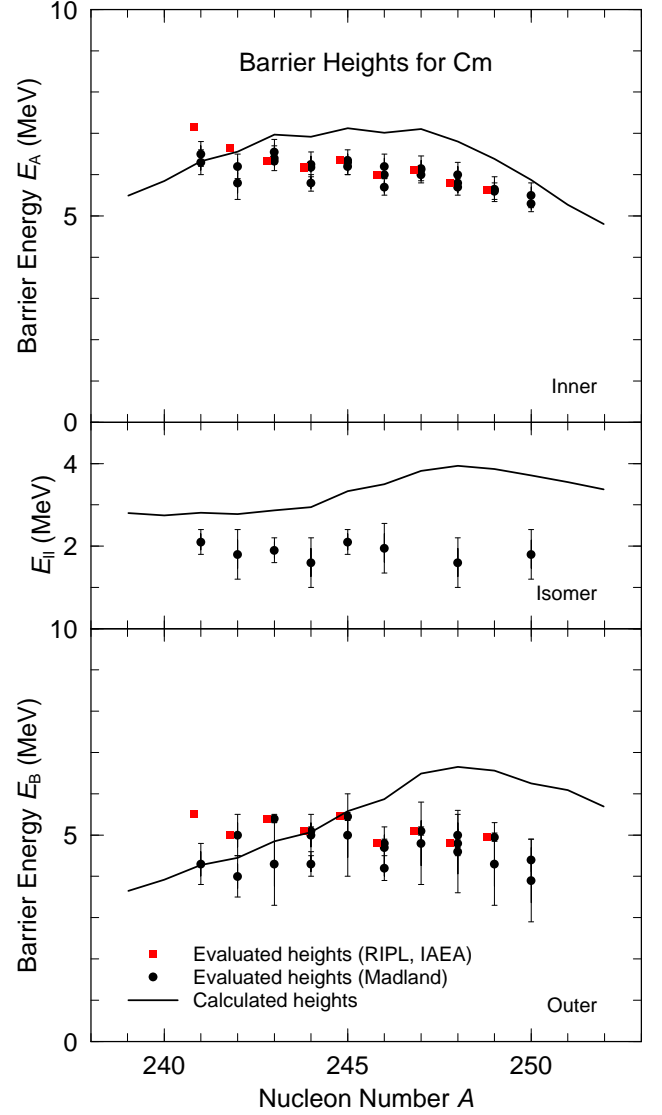 Barrier Heights for Cm
Barrier Energy E_A (MeV)
10
5
0
Inner
E_II (MeV)
4
2
Isomer
Barrier Energy E_B (MeV)
10
5
0
Evaluated heights (RIPL, IAEA)
Evaluated heights (Madland)
Calculated heights
Outer
240 245 250
Nucleon Number A